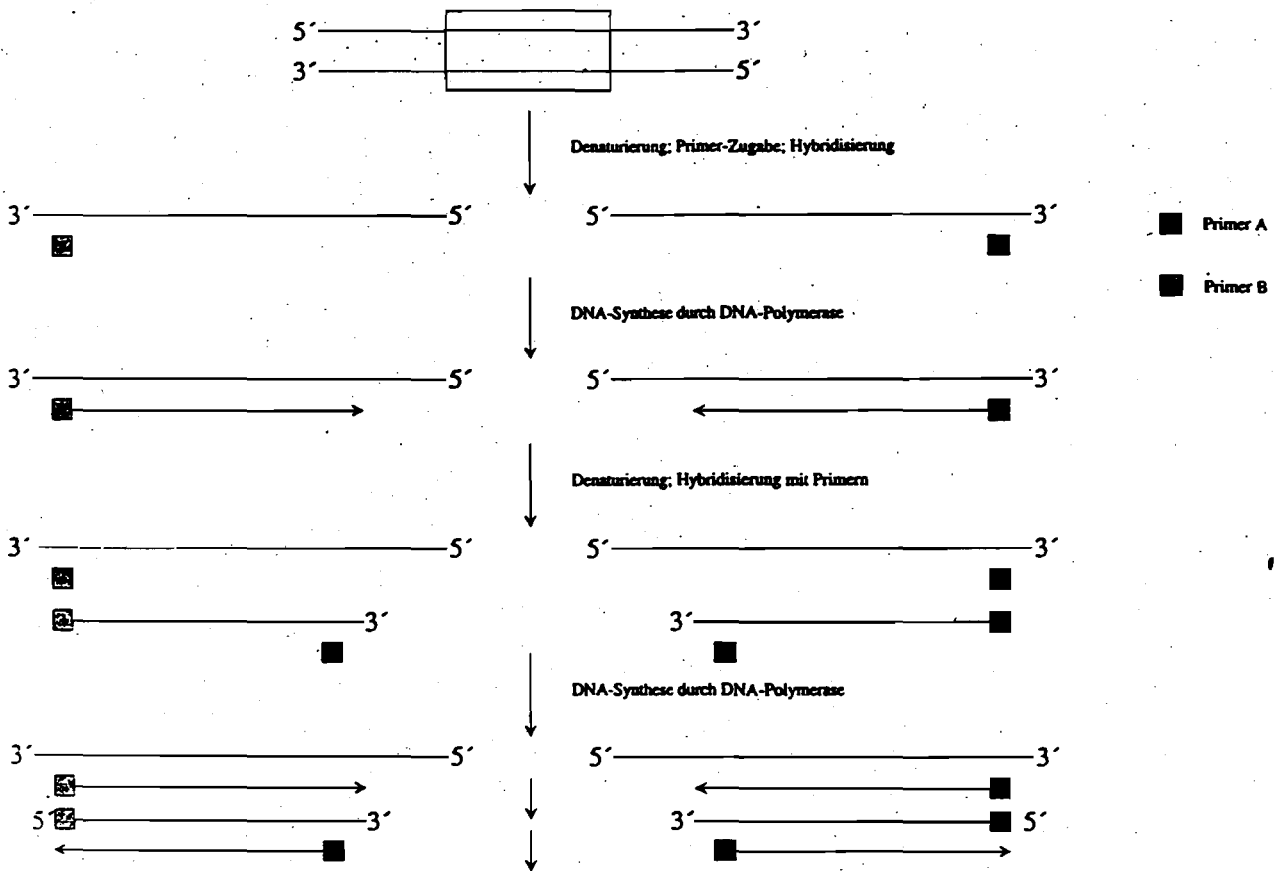 5´ 3´
3´ 5´
Denaturierung; Primer-Zugabe; Hybridisierung
3´ 5´ 5´ 3´
Primer A
Primer B
DNA-Synthese durch DNA-Polymerase
3´ 5´ 5´ 3´
Denaturierung; Hybridisierung mit Primern
3´ 5´ 5´ 3´
3´ 3´
DNA-Synthese durch DNA-Polymerase
3´ 5´ 5´ 3´
5´ 3´ 3´ 5´